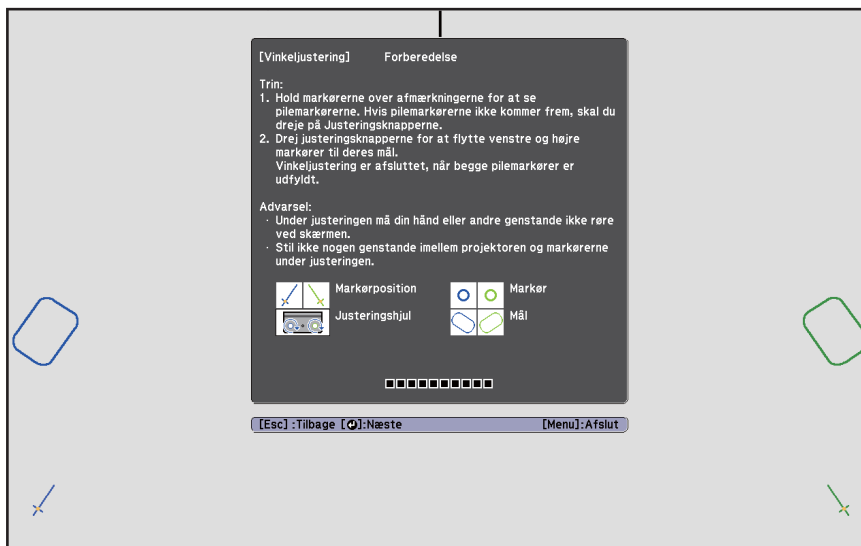 [Vinkeljustering] Forberedelse
Trin:
1. Hold markørerne over afmærkningerne for at se
pilemarkørerne. Hvis pilemarkørerne ikke kommer frem, skal du
dreje på Justeringsknapperne.
2. Drej justeringsknapperne for at flytte venstre og højre
markører til deres mål.
Vinkeljustering er afsluttet, når begge pilemarkører er
udfyldt.
Advarsel:
· Under justeringen må din hånd eller andre genstande ikke røre
ved skærmen.
· Stil ikke nogen genstande imellem projektoren og markørerne
under justeringen.
Markørposition Markør
Justeringshjul Mål
[Esc] :Tilbage [⏎]:Næste [Menu]:Afslut